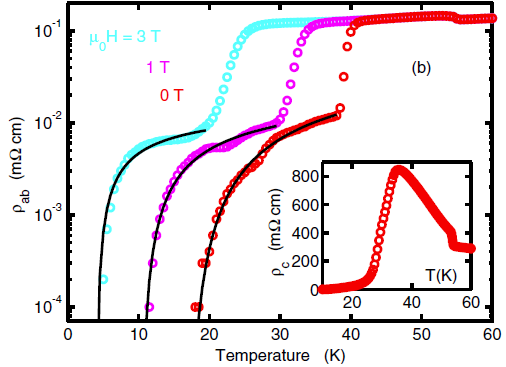 10⁻¹
μ₀H = 3 T
1 T
(b)
0 T
10⁻²
ρab (mΩ cm)
10⁻³
10⁻⁴
800
600
400
200
0
ρc (mΩ cm)
T(K)
20 40 60
0 10 20 30 40 50 60
Temperature (K)